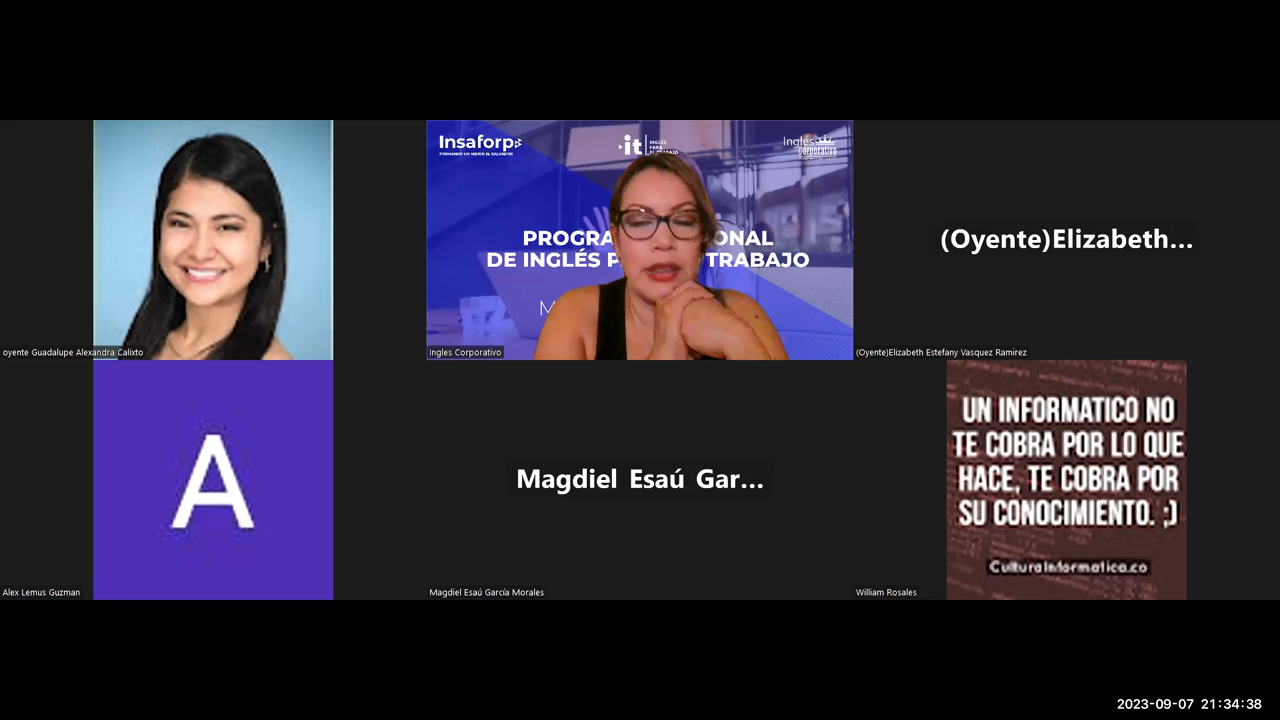 oyente Guadalupe Alexandra Calixto
Insaforp
FORMANDO UN MEJOR EL SALVADOR
it
INGLÉS
PARA
EL TRABAJO
Inglés
corporativo
PROGRA ONAL
DE INGLÉS P TRABAJO
M
Ingles Corporativo
(Oyente)Elizabeth...
(Oyente)Elizabeth Estefany Vasquez Ramirez
A
Alex Lemus Guzman
Magdiel Esaú Gar...
Magdiel Esaú García Morales
UN INFORMATICO NO
TE COBRA POR LO QUE
HACE, TE COBRA POR
SU CONOCIMIENTO. ;)
CulturaInformatica.co
William Rosales
2023-09-07 21:34:38